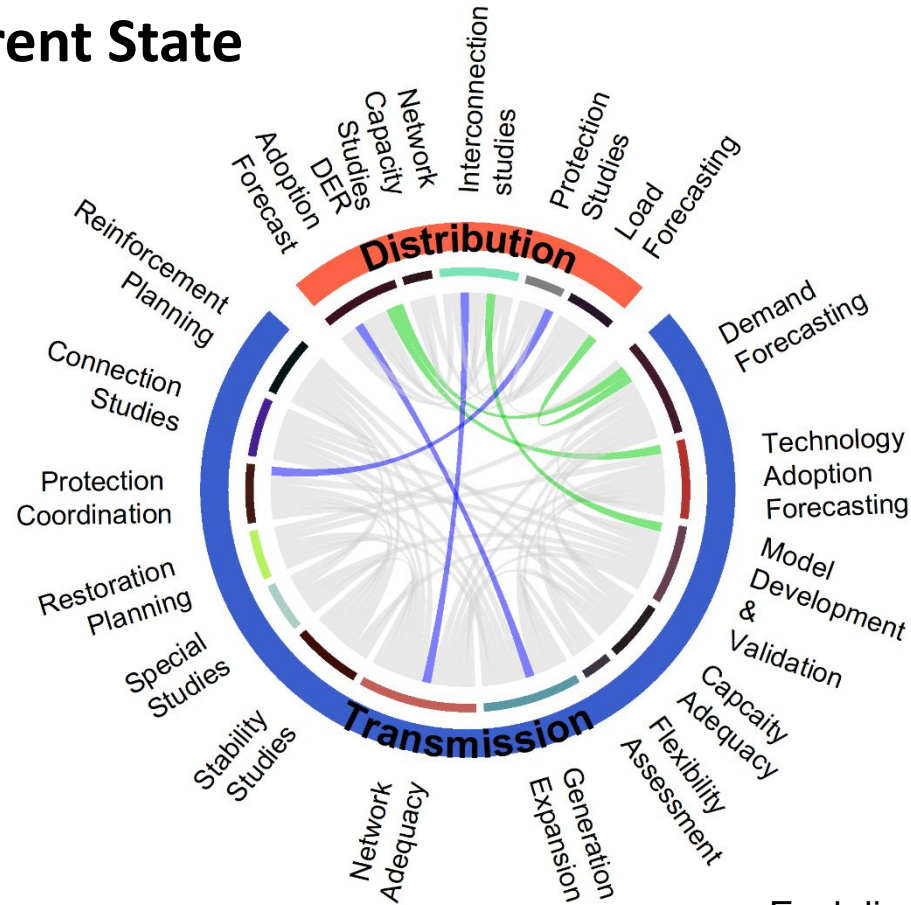 rent State
Interconnection
studies
Protection
Studies
Load
Forecasting
Demand
Forecasting
Technology
Adoption
Forecasting
Model
Development
&
Validation
Capcaity
Adequacy
Flexibility
Assessment
Generation
Expansion
Network
Adequacy
Stability
Studies
Special
Studies
Restoration
Planning
Protection
Coordination
Connection
Studies
Reinforcement
Planning
DER
Adoption
Forecast
Network
Capacity
Studies
Distribution
Transmission